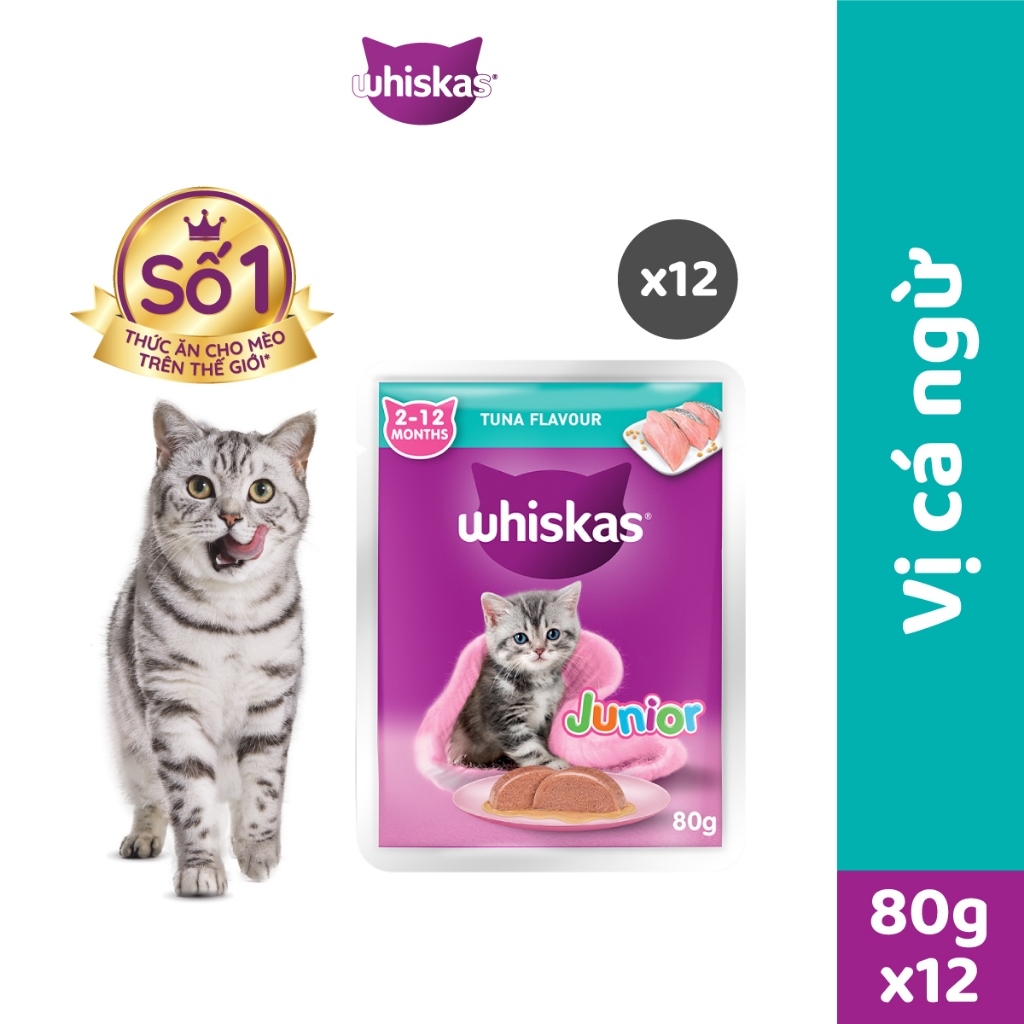 whiskas®
Số 1
THỨC ĂN CHO MÈO
TRÊN THẾ GIỚI*
x12
2-12
MONTHS
TUNA FLAVOUR
whiskas®
Junior
80g
Vị cá ngừ
80g
x12